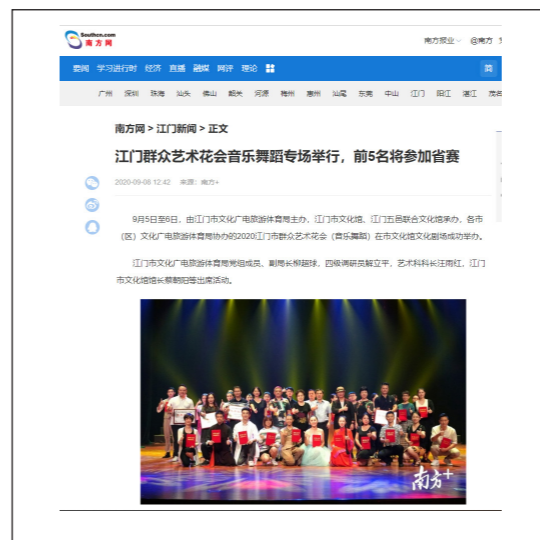 Southcn.com
南方网
南方报业 @南方
要闻 学习进行时 经济 直播 融媒 网评 理论
简
广州 深圳 珠海 汕头 佛山 韶关 河源 梅州 惠州 汕尾 东莞 中山 江门 阳江 湛江 茂名
南方网 > 江门新闻 > 正文
江门群众艺术花会音乐舞蹈专场举行，前5名将参加省赛
2020-09-08 12:42 来源：南方+
9月5日至6日，由江门市文化广电旅游体育局主办，江门市文化馆、江门五邑联合文化馆承办，各市
（区）文化广电旅游体育局协办的2020江门市群众艺术花会（音乐舞蹈）在市文化馆文化剧场成功举办。
江门市文化广电旅游体育局党组成员、副局长柳超球，四级调研员解立平，艺术科科长汪雨红，江门
市文化馆馆长蔡朝阳等出席活动。
南方+